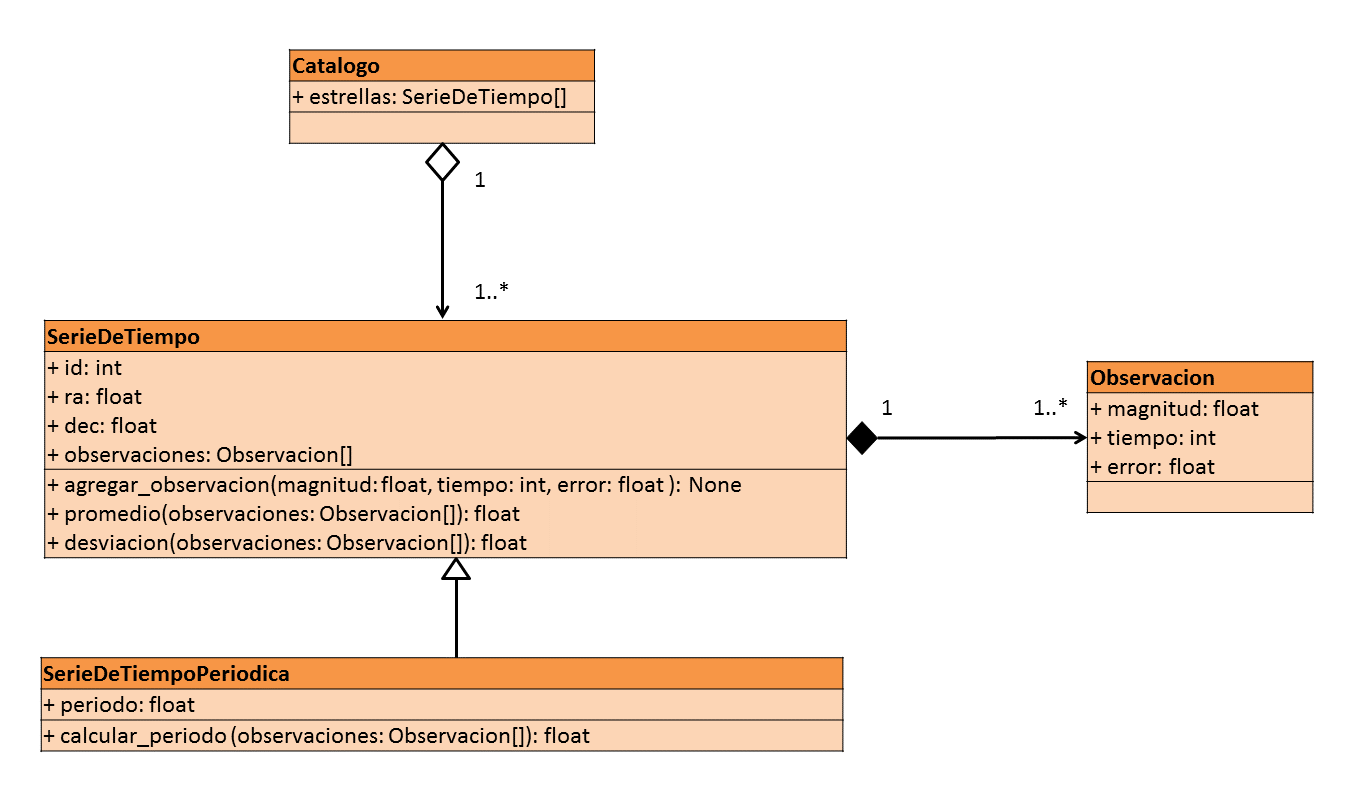 Catalogo
+ estrellas: SerieDeTiempo[]
1
1..*
SerieDeTiempo
+ id: int
+ ra: float
+ dec: float
+ observaciones: Observacion[]
+ agregar_observacion(magnitud: float, tiempo: int, error: float ): None
+ promedio(observaciones: Observacion[]): float
+ desviacion(observaciones: Observacion[]): float
1
1..*
Observacion
+ magnitud: float
+ tiempo: int
+ error: float
SerieDeTiempoPeriodica
+ periodo: float
+ calcular_periodo (observaciones: Observacion[]): float